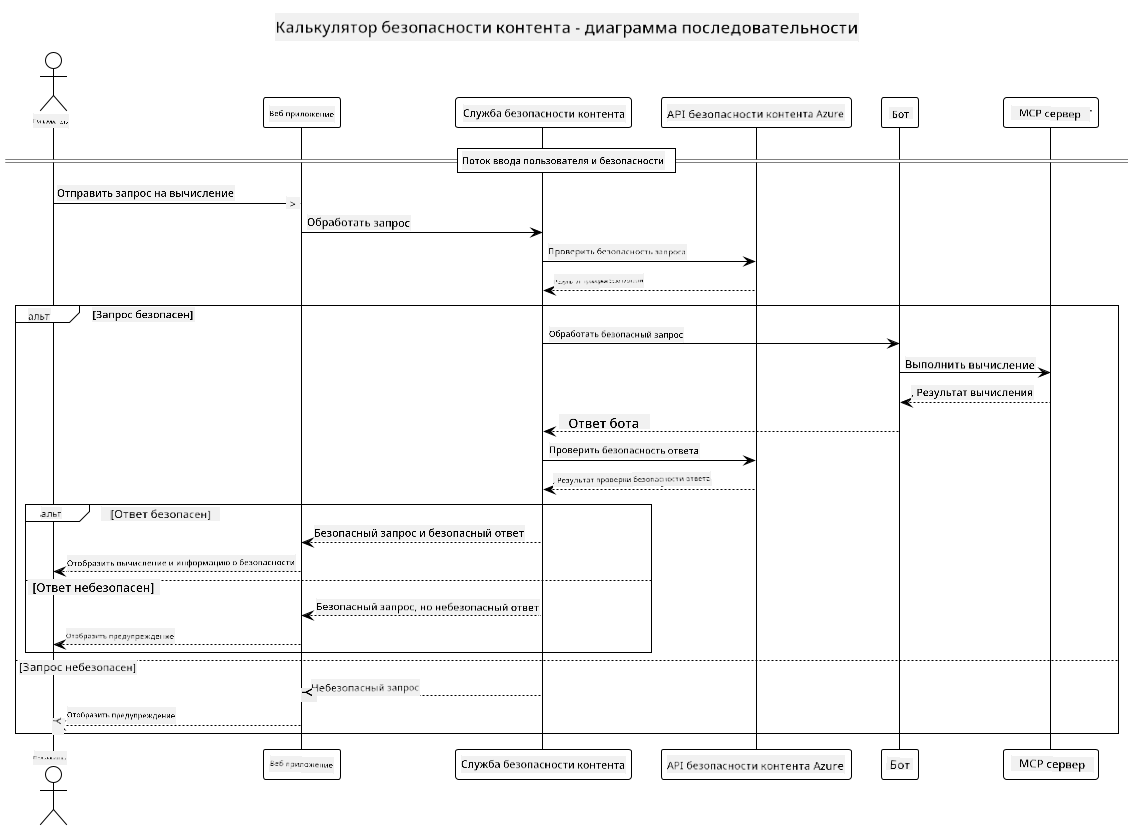 Калькулятор безопасности контента - диаграмма последовательности
Веб приложение
Служба безопасности контента
API безопасности контента Azure
Бот
MCP сервер
Поток ввода пользователя и безопасности
Отправить запрос на вычисление
>
Обработать запрос
Проверить безопасность запроса
альт
[Запрос безопасен]
Обработать безопасный запрос
Выполнить вычисление
Результат вычисления
Ответ бота
Проверить безопасность ответа
Результат проверки безопасности ответа
альт
[Ответ безопасен]
Безопасный запрос и безопасный ответ
Отобразить вычисление и информацию о безопасности
[Ответ небезопасен]
Безопасный запрос, но небезопасный ответ
Отобразить предупреждение
[Запрос небезопасен]
Небезопасный запрос
Отобразить предупреждение
Веб приложение
Служба безопасности контента
API безопасности контента Azure
Бот
MCP сервер